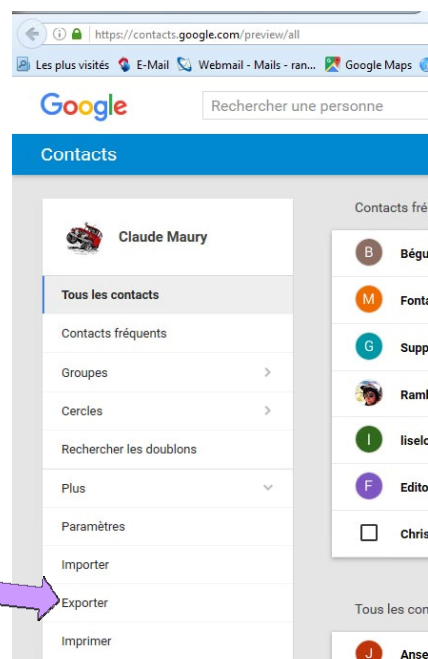 https://contacts.google.com/preview/all
Les plus visités E-Mail Webmail - Mails - ran... Google Maps
Google
Rechercher une personne
Contacts
Claude Maury
Tous les contacts
Contacts fréquents
Groupes
Cercles
Rechercher les doublons
Plus
Paramètres
Importer
Exporter
Imprimer
Contacts fré
B Bégu
M Fonta
G Supp
Ramb
I liselo
F Edito
Chris
Tous les con
J Anse